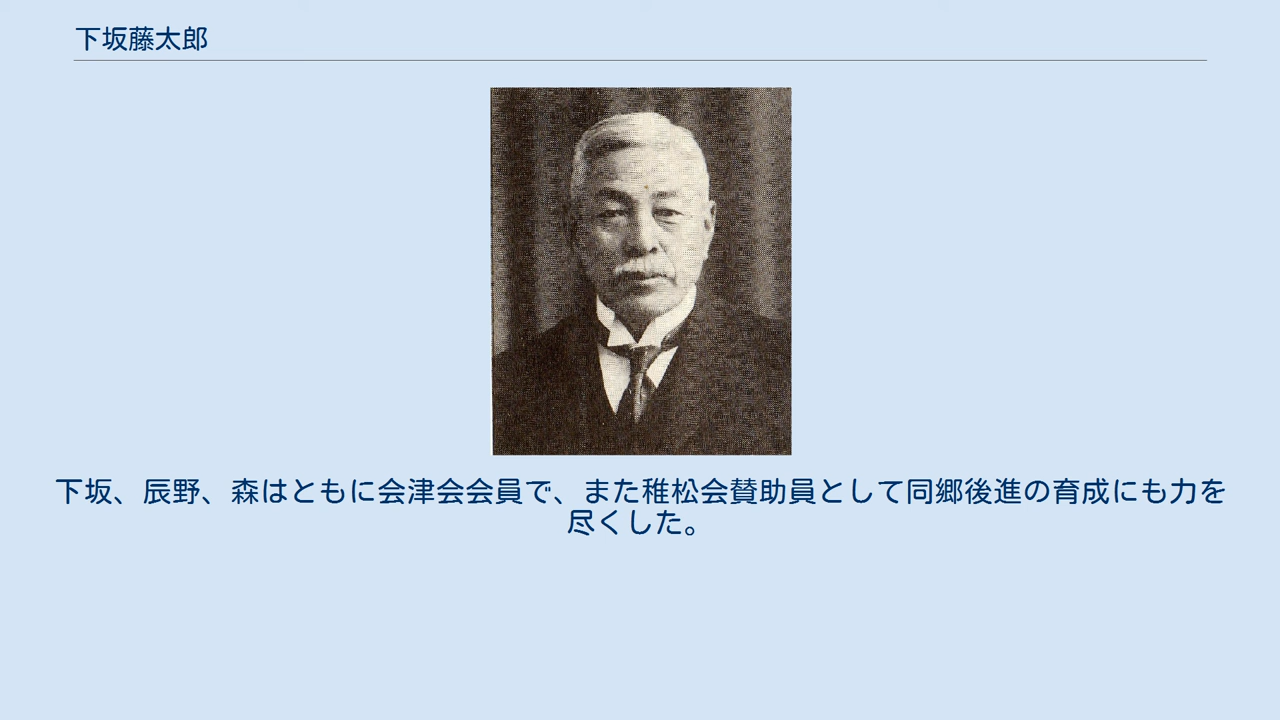 下坂藤太郎
下坂、辰野、森はともに会津会会員で、また稚松会賛助員として同郷後進の育成にも力を
尽くした。